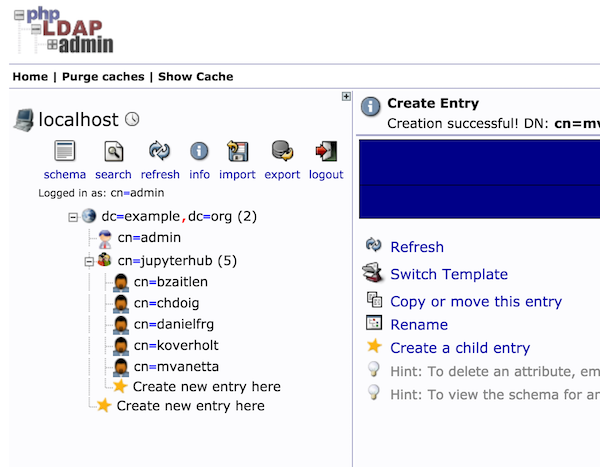 php
LDAP
admin
Home | Purge caches | Show Cache
localhost
schema search refresh info import export logout
Logged in as: cn=admin
dc=example,dc=org (2)
cn=admin
cn=jupyterhub (5)
cn=bzaitlen
cn=chdoig
cn=danielfrg
cn=koverholt
cn=mvanetta
Create new entry here
Create new entry here
Create Entry
Creation successful! DN: cn=mv
Refresh
Switch Template
Copy or move this entry
Rename
Create a child entry
Hint: To delete an attribute, em
Hint: To view the schema for an